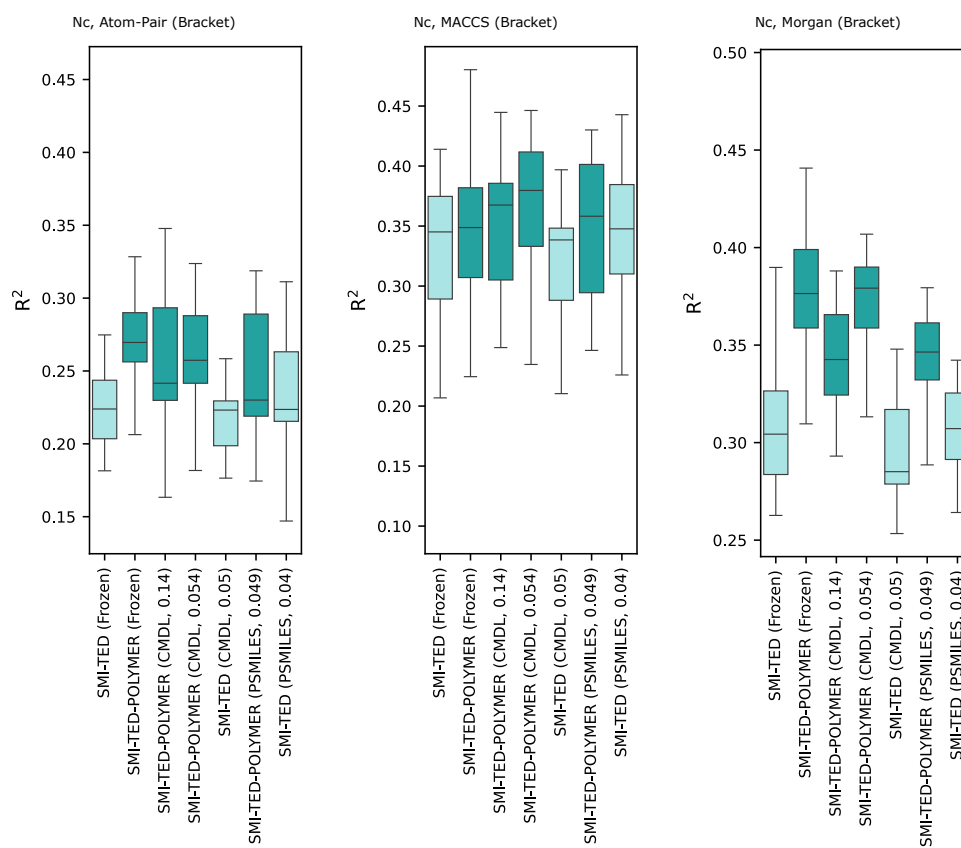 Nc, Atom-Pair (Bracket)
Nc, MACCS (Bracket)
Nc, Morgan (Bracket)
R²
0.45
0.40
0.35
0.30
0.25
0.20
0.15
SMI-TED (Frozen)
SMI-TED-POLYMER (Frozen)
SMI-TED-POLYMER (CMDL, 0.14)
SMI-TED-POLYMER (CMDL, 0.054)
SMI-TED (CMDL, 0.05)
SMI-TED-POLYMER (PSMILES, 0.049)
SMI-TED (PSMILES, 0.04)
R²
0.45
0.40
0.35
0.30
0.25
0.20
0.15
0.10
SMI-TED (Frozen)
SMI-TED-POLYMER (Frozen)
SMI-TED-POLYMER (CMDL, 0.14)
SMI-TED-POLYMER (CMDL, 0.054)
SMI-TED (CMDL, 0.05)
SMI-TED-POLYMER (PSMILES, 0.049)
SMI-TED (PSMILES, 0.04)
R²
0.50
0.45
0.40
0.35
0.30
0.25
SMI-TED (Frozen)
SMI-TED-POLYMER (Frozen)
SMI-TED-POLYMER (CMDL, 0.14)
SMI-TED-POLYMER (CMDL, 0.054)
SMI-TED (CMDL, 0.05)
SMI-TED-POLYMER (PSMILES, 0.049)
SMI-TED (PSMILES, 0.04)